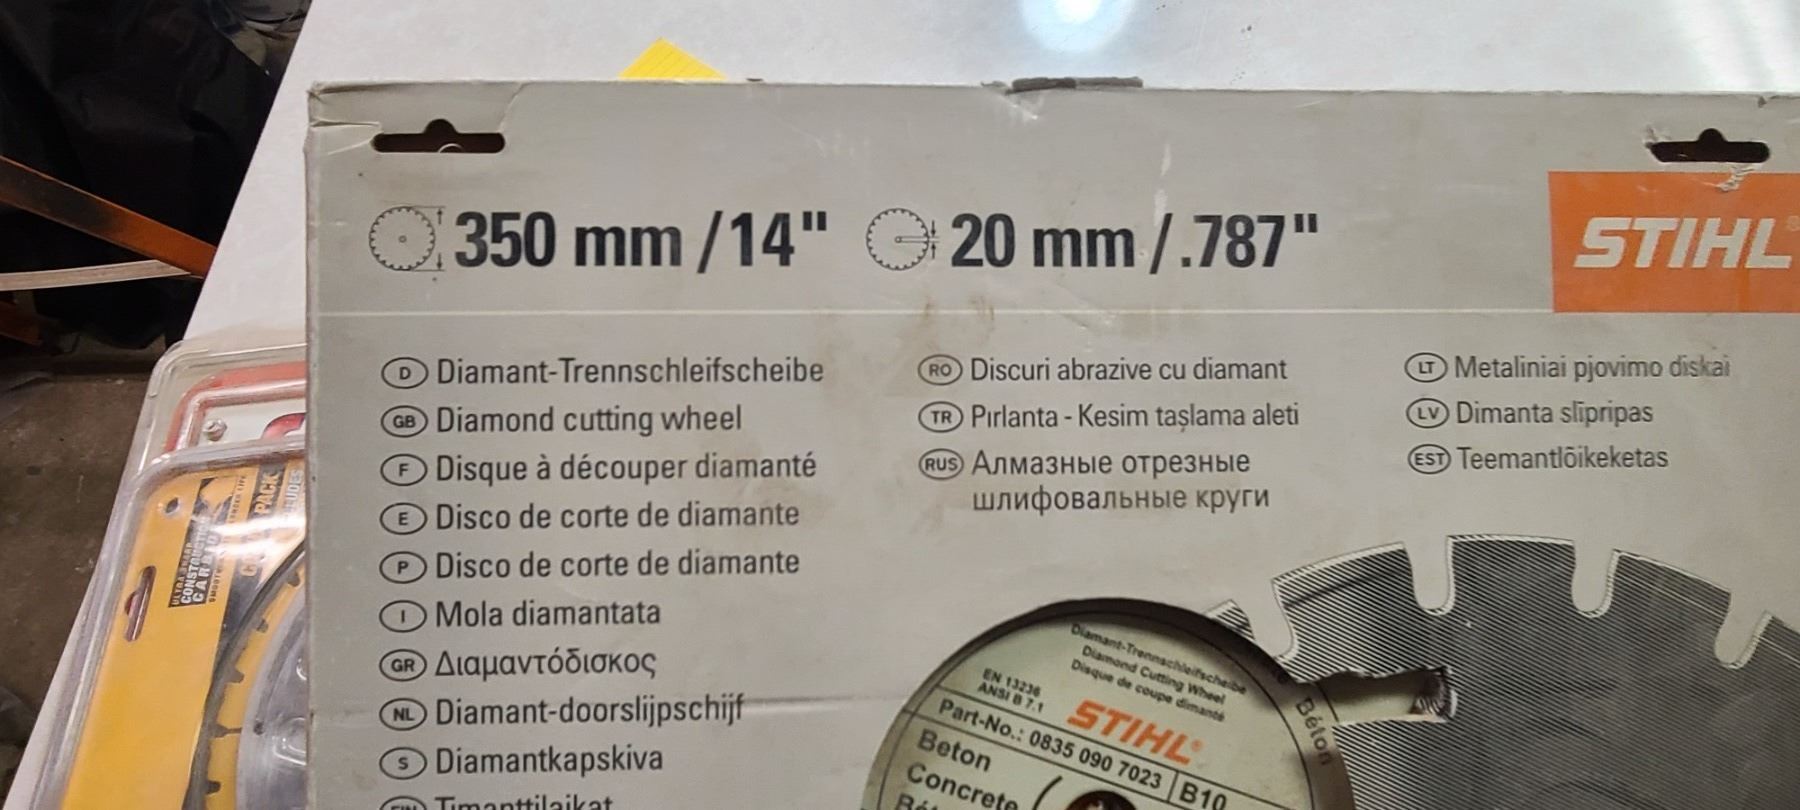 350 mm / 14" 20 mm / .787"
STIHL®
D Diamant-Trennschleifscheibe
GB Diamond cutting wheel
F Disque à découper diamanté
E Disco de corte de diamante
P Disco de corte de diamante
I Mola diamantata
GR Διαμαντόδισκος
NL Diamant-doorslijpschijf
S Diamantkapskiva
FIN Timanttilaikat
RO Discuri abrazive cu diamant
TR Pırlanta - Kesim taşlama aleti
RUS Алмазные отрезные
шлифовальные круги
LT Metaliniai pjovimo diskai
LV Dimanta slīpripas
EST Teemantlõikeketas
Diamant-Trennschleifscheibe
Diamond Cutting Wheel
Disque de coupe diamanté
EN 13236
ANSI B 7.1
STIHL®
Part-No.: 0835 090 7023 B10
Beton
Concrete
Béton
CONSTRUCTION
PACK